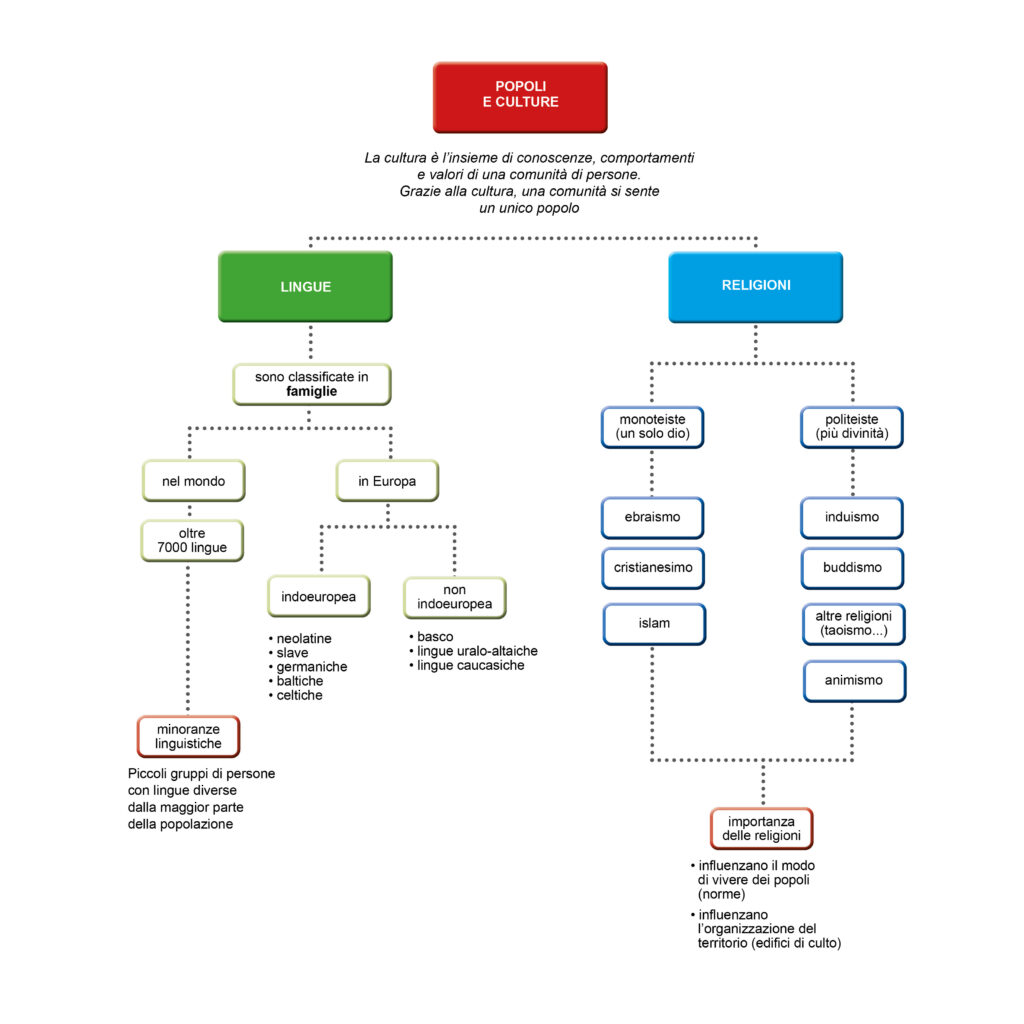 POPOLI
E CULTURE
La cultura è l'insieme di conoscenze, comportamenti
e valori di una comunità di persone.
Grazie alla cultura, una comunità si sente
un unico popolo
LINGUE
sono classificate in
famiglie
nel mondo
oltre
7000 lingue
minoranze
linguistiche
Piccoli gruppi di persone
con lingue diverse
dalla maggior parte
della popolazione
in Europa
indoeuropea
• neolatine
• slave
• germaniche
• baltiche
• celtiche
non
indoeuropea
• basco
• lingue uralo-altaiche
• lingue caucasiche
RELIGIONI
monoteiste
(un solo dio)
ebraismo
cristianesimo
islam
politeiste
(più divinità)
induismo
buddismo
altre religioni
(taoismo...)
animismo
importanza
delle religioni
• influenzano il modo
di vivere dei popoli
(norme)
• influenzano
l'organizzazione del
territorio (edifici di culto)